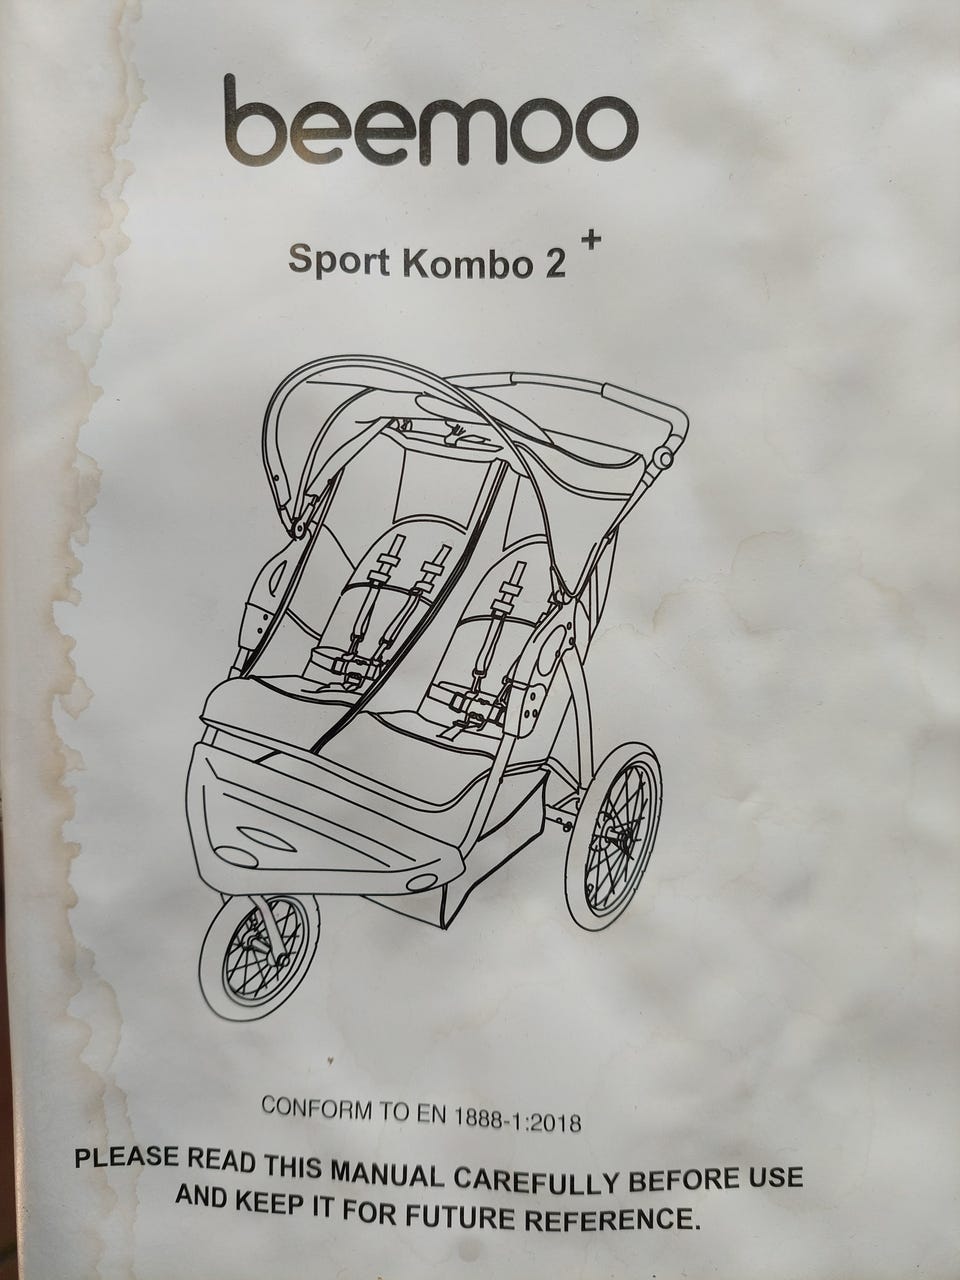 beemoo
Sport Kombo 2 +
CONFORM TO EN 1888-1:2018
PLEASE READ THIS MANUAL CAREFULLY BEFORE USE
AND KEEP IT FOR FUTURE REFERENCE.